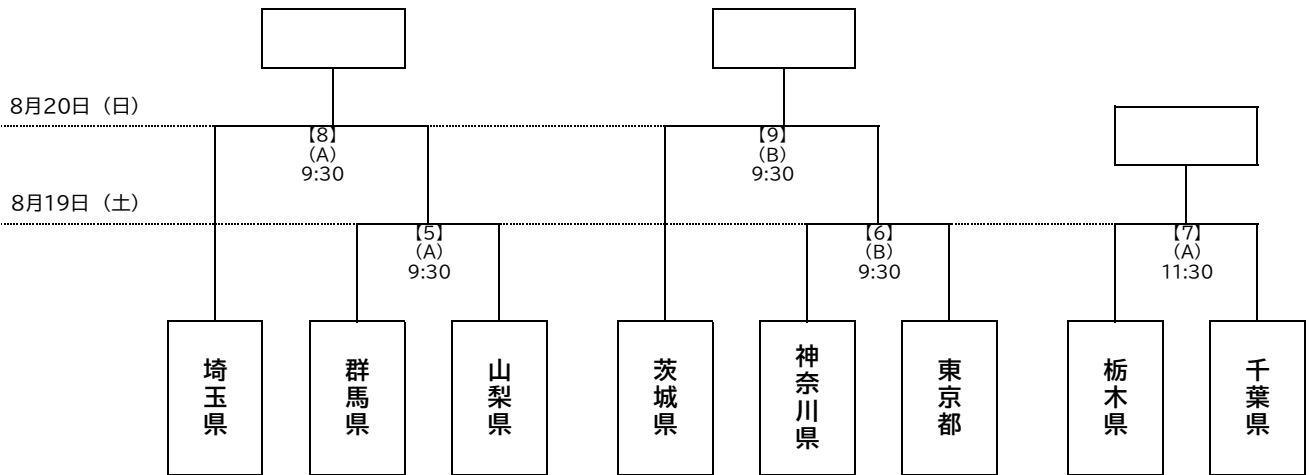 8月20日（日）
【8】
(A)
9:30
【9】
(B)
9:30
8月19日（土）
【5】
(A)
9:30
【6】
(B)
9:30
【7】
(A)
11:30
埼玉県
群馬県
山梨県
茨城県
神奈川県
東京都
栃木県
千葉県